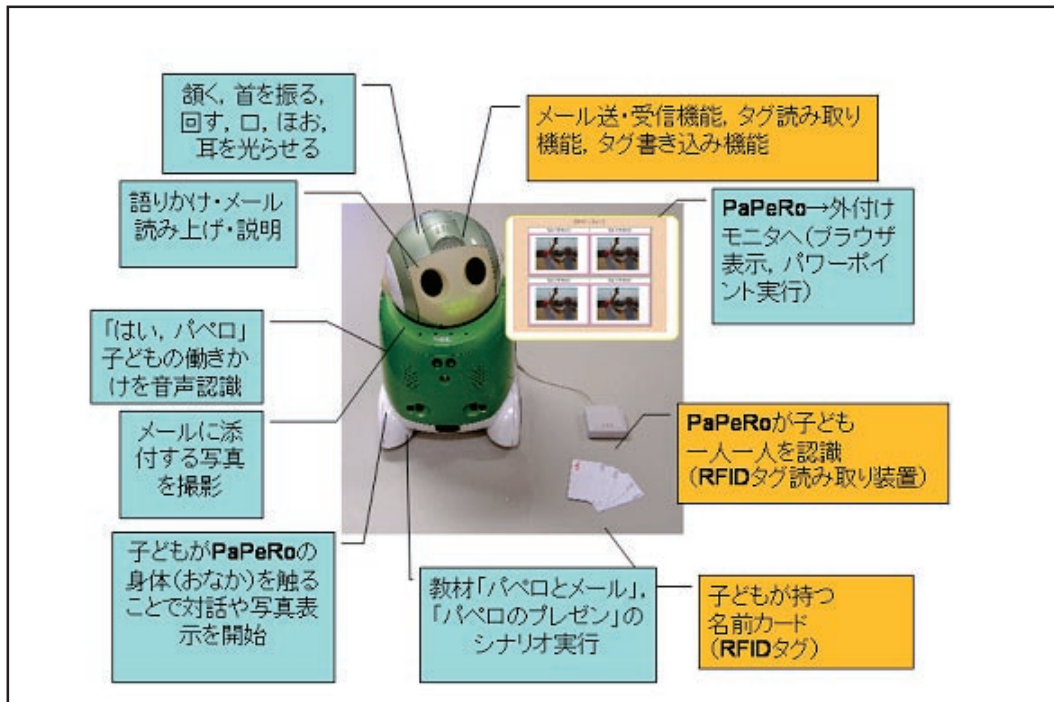 頷く, 首を振る,
回す, 口, ほお,
耳を光らせる
メール送・受信機能, タグ読み取り
機能, タグ書き込み機能
語りかけ・メール
読み上げ・説明
PaPeRo→外付け
モニタへ(ブラウザ
表示, パワーポイ
ント実行)
「はい, パペロ」
子どもの働きか
けを音声認識
メールに添
付する写真
を撮影
PaPeRoが子ども
一人一人を認識
(RFIDタグ読み取り装置)
子どもがPaPeRoの
身体(おなか)を触る
ことで対話や写真表
示を開始
教材「パペロとメール」,
「パペロのプレゼン」の
シナリオ実行
子どもが持つ
名前カード
(RFIDタグ)